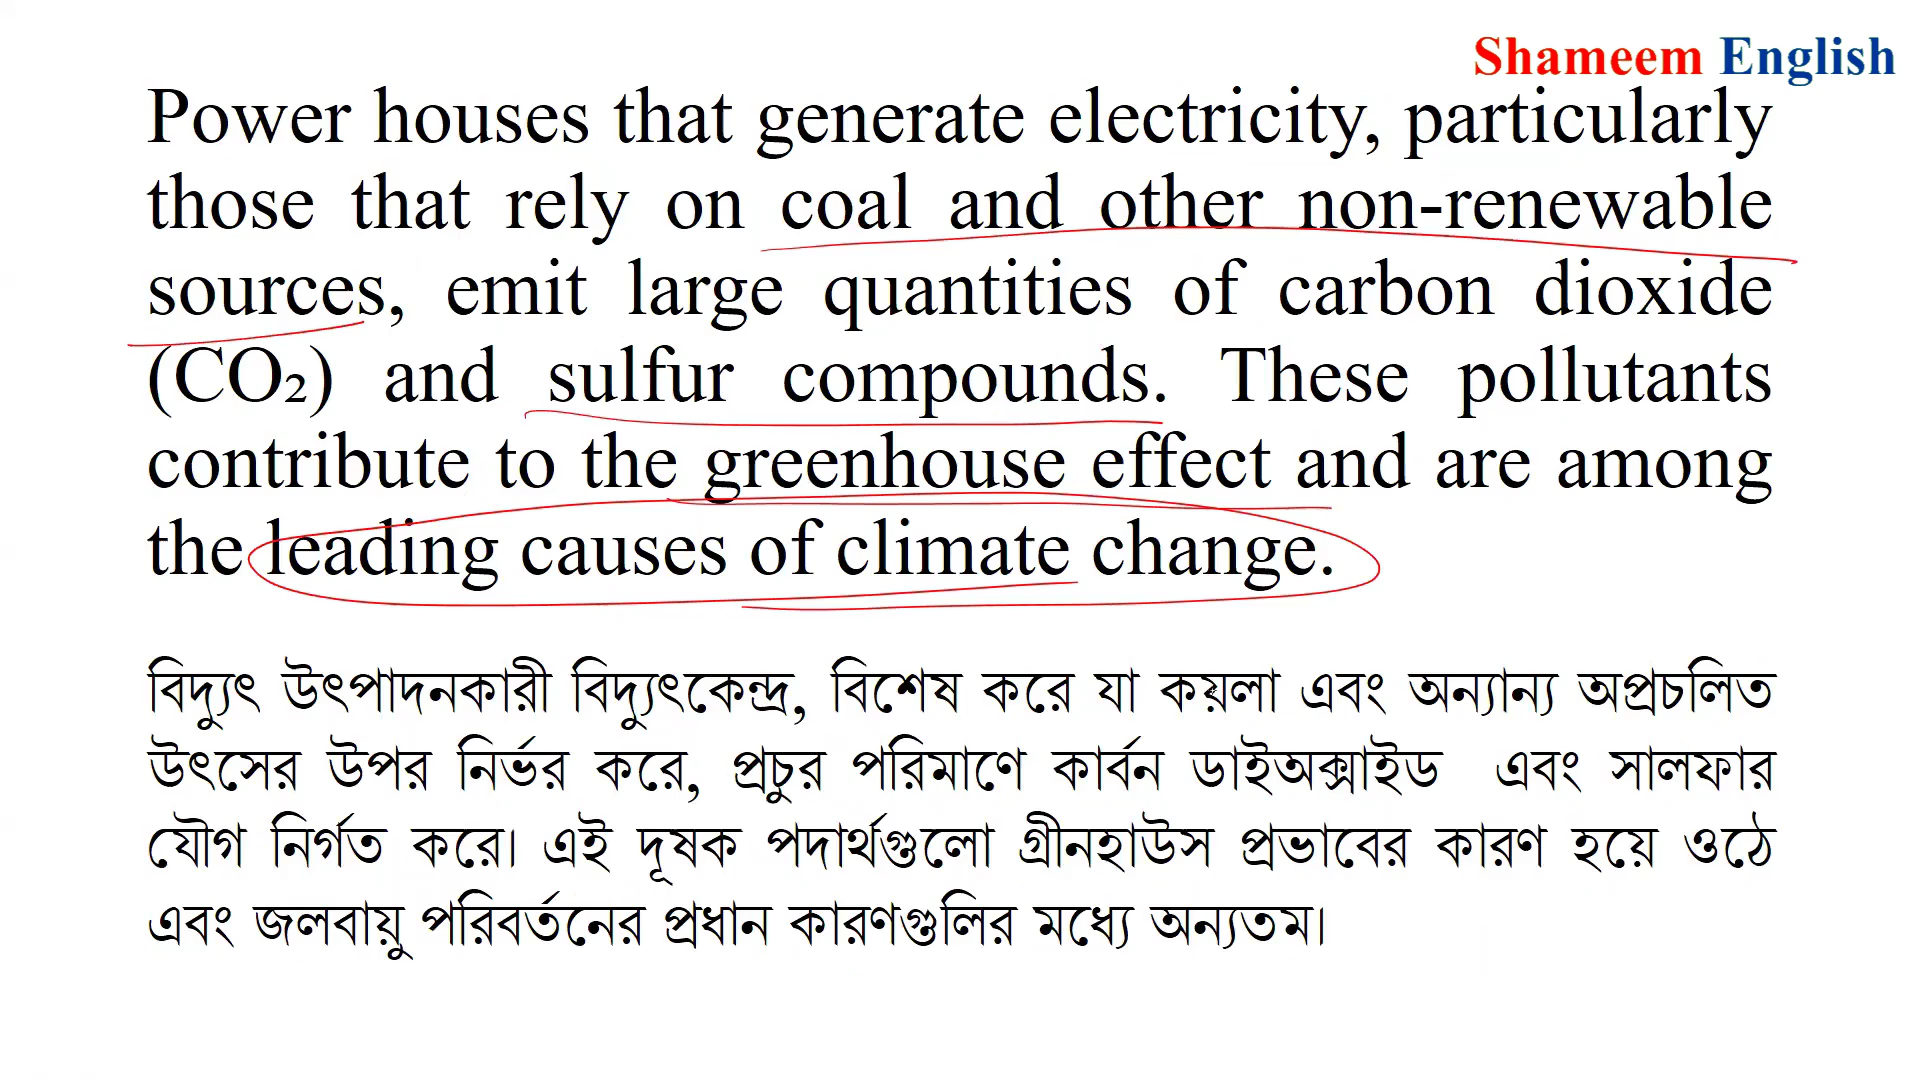 Shameem English
Power houses that generate electricity, particularly
those that rely on coal and other non-renewable
sources, emit large quantities of carbon dioxide
(CO₂) and sulfur compounds. These pollutants
contribute to the greenhouse effect and are among
the leading causes of climate change.
বিদ্যুৎ উৎপাদনকারী বিদ্যুৎকেন্দ্র, বিশেষ করে যা কয়লা এবং অন্যান্য অপ্রচলিত
উৎসের উপর নির্ভর করে, প্রচুর পরিমাণে কার্বন ডাইঅক্সাইড এবং সালফার
যৌগ নির্গত করে। এই দূষক পদার্থগুলো গ্রীনহাউস প্রভাবের কারণ হয়ে ওঠে
এবং জলবায়ু পরিবর্তনের প্রধান কারণগুলির মধ্যে অন্যতম।